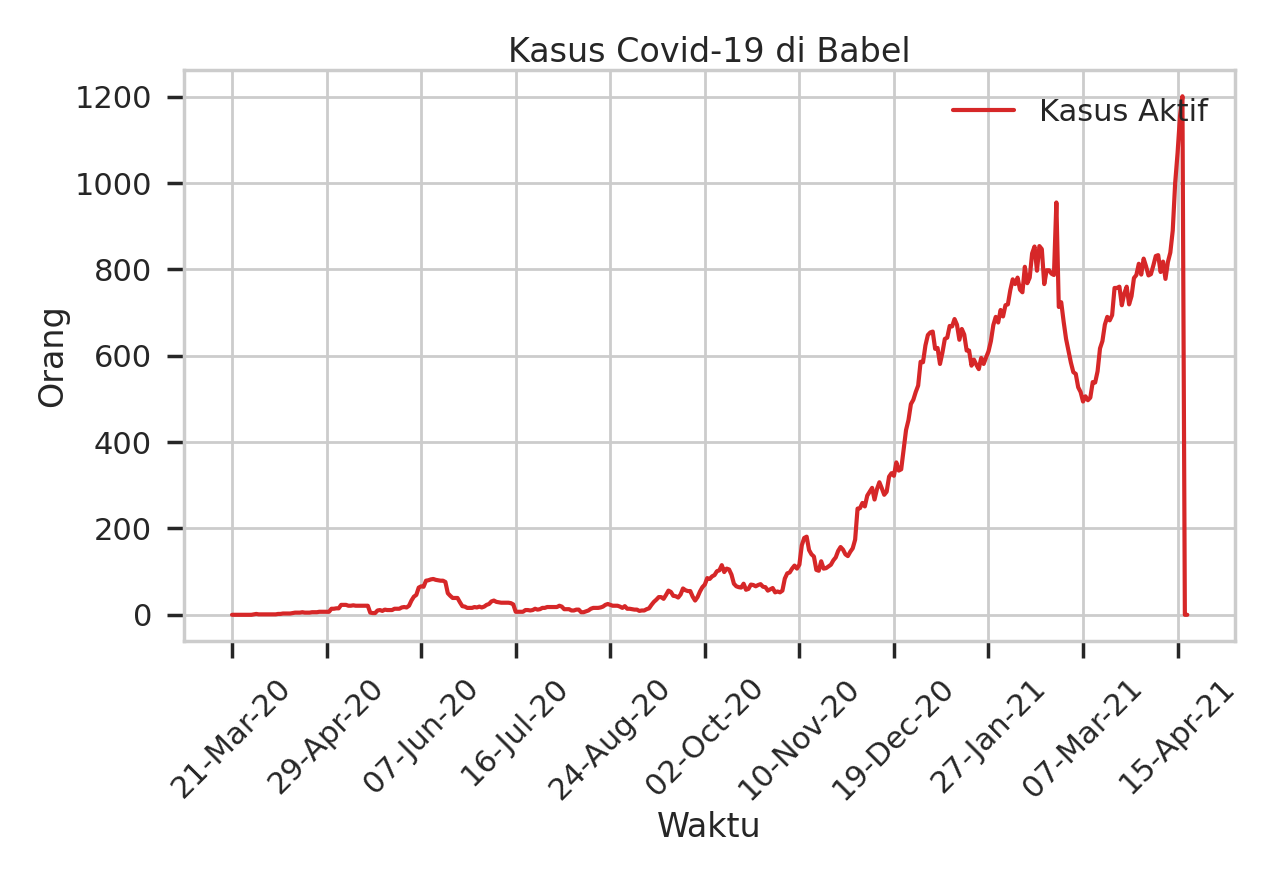 Kasus Covid-19 di Babel
Kasus Aktif
1200
1000
800
600
400
200
0
Orang
21-Mar-20
29-Apr-20
07-Jun-20
16-Jul-20
24-Aug-20
02-Oct-20
10-Nov-20
19-Dec-20
27-Jan-21
07-Mar-21
15-Apr-21
Waktu